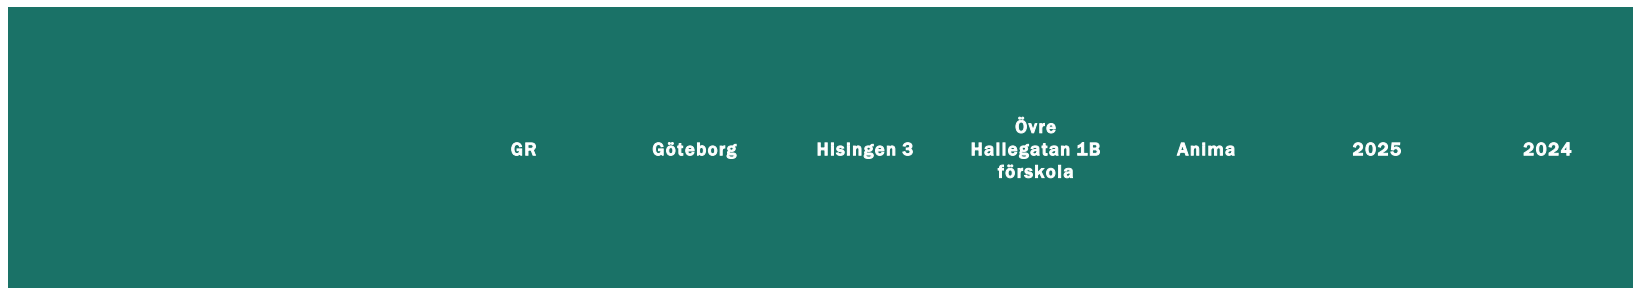 GR
Göteborg
Hisingen 3
Övre
Hallegatan 1B
förskola
Anima
2025
2024